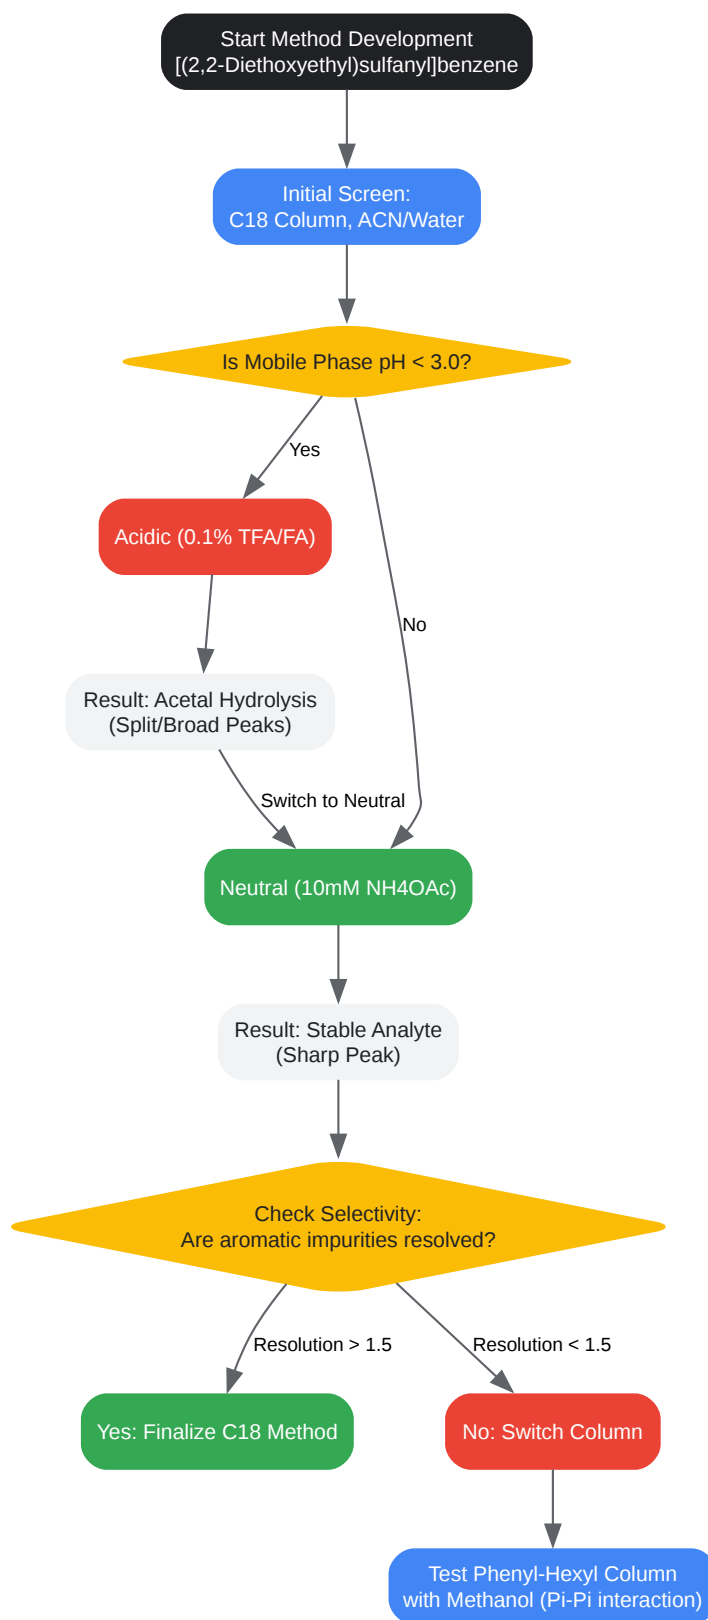 Start Method Development
[(2,2-Diethoxyethyl)sulfanyl]benzene
Initial Screen:
C18 Column, ACN/Water
Is Mobile Phase pH < 3.0?
Yes
Acidic (0.1% TFA/FA)
No
Result: Acetal Hydrolysis
(Split/Broad Peaks)
Switch to Neutral
Neutral (10mM NH4OAc)
Result: Stable Analyte
(Sharp Peak)
Check Selectivity:
Are aromatic impurities resolved?
Resolution > 1.5
Resolution < 1.5
Yes: Finalize C18 Method
No: Switch Column
Test Phenyl-Hexyl Column
with Methanol (Pi-Pi interaction)